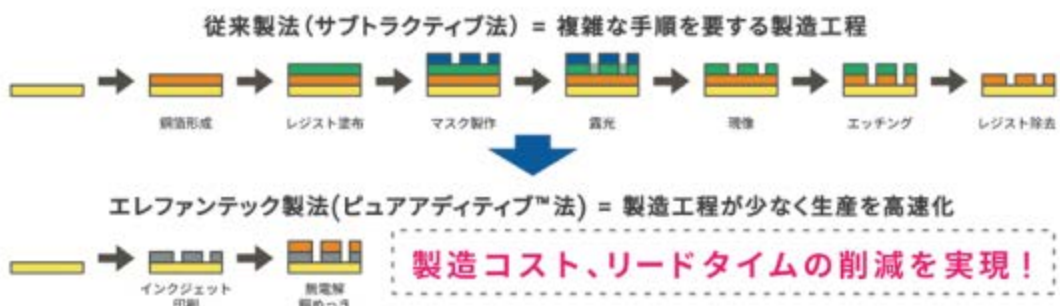 従来製法(サブトラクティブ法) = 複雑な手順を要する製造工程
銅箔形成
レジスト塗布
マスク製作
露光
現像
エッチング
レジスト除去
エレファンテック製法(ピュアアディティブ™法) = 製造工程が少なく生産を高速化
製造コスト、リードタイムの削減を実現!
インクジェット
印刷
無電解
銅めっき